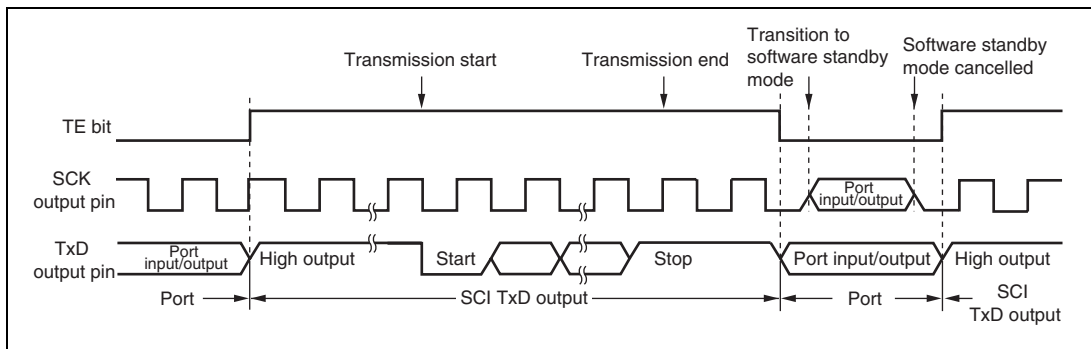 Transmission start
Transmission end
Transition to
software standby
mode
Software standby
mode cancelled
TE bit
SCK
output pin
Port
input/output
TxD
output pin
Port
input/output
High output
Start
Stop
Port input/output
High output
Port
SCI TxD output
Port
SCI
TxD output